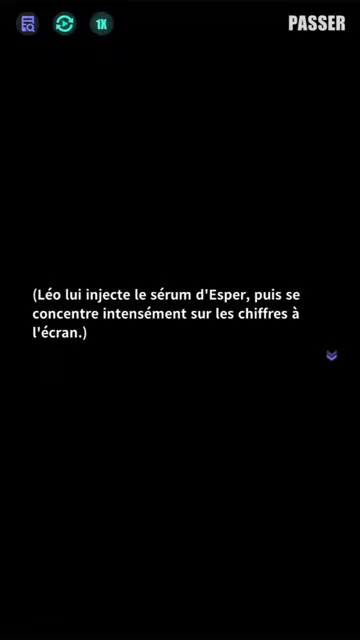 1X
PASSER
(Léo lui injecte le sérum d'Esper, puis se
concentre intensément sur les chiffres à
l'écran.)